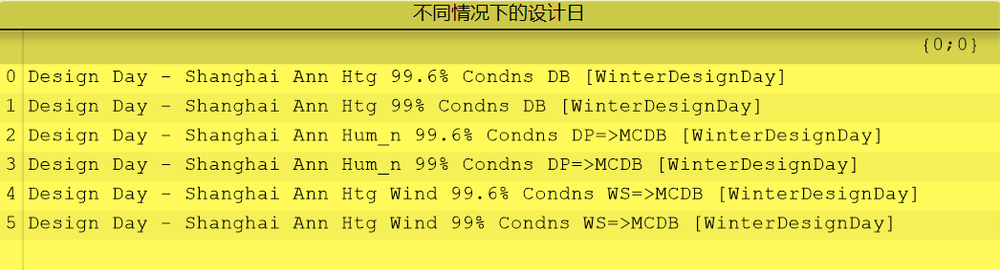 不同情况下的设计日
{0;0}
0 Design Day - Shanghai Ann Htg 99.6% Condns DB [WinterDesignDay]
1 Design Day - Shanghai Ann Htg 99% Condns DB [WinterDesignDay]
2 Design Day - Shanghai Ann Hum_n 99.6% Condns DP=>MCDB [WinterDesignDay]
3 Design Day - Shanghai Ann Hum_n 99% Condns DP=>MCDB [WinterDesignDay]
4 Design Day - Shanghai Ann Htg Wind 99.6% Condns WS=>MCDB [WinterDesignDay]
5 Design Day - Shanghai Ann Htg Wind 99% Condns WS=>MCDB [WinterDesignDay]